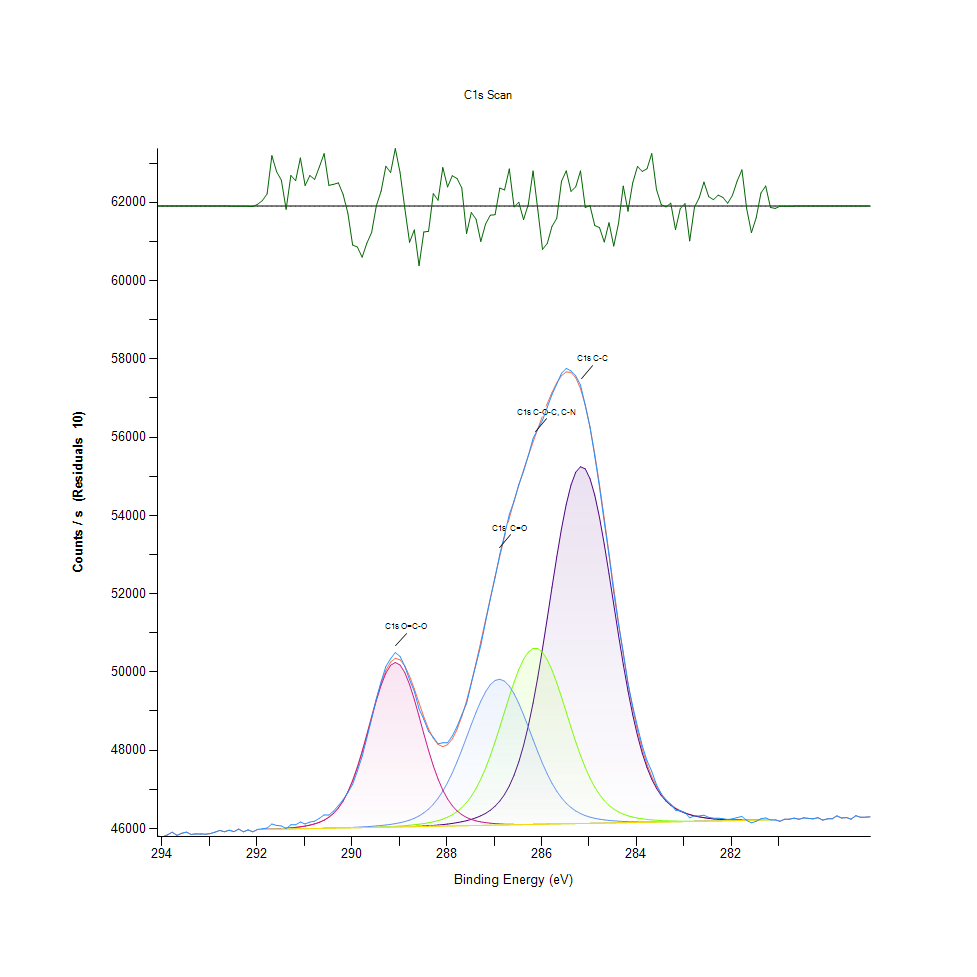 C1s Scan
62000
60000
58000
56000
54000
52000
50000
48000
46000
Counts / s (Residuals 10)
C1s C-C
C1s C-O-C, C-N
C1s C=O
C1s O=C-O
294 292 290 288 286 284 282
Binding Energy (eV)